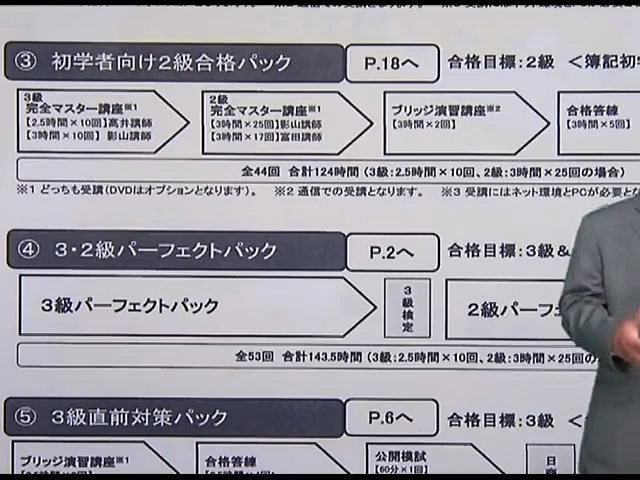 ③ 初学者向け2級合格パック
P.18へ
合格目標:2級 <簿記初学
3級
完全マスター講座※1
【2.5時間×10回】高井講師
【3時間×10回】 影山講師
2級
完全マスター講座※1
【3時間×25回】影山講師
【3時間×17回】富田講師
ブリッジ演習講座※2
【3時間×2回】
合格答練
【3時間×5回】
全44回 合計124時間 (3級:2.5時間×10回、2級:3時間×25回の場合)
※1 どっちも受講(DVDはオプションとなります)。 ※2 通信での受講となります。 ※3 受講にはネット環境とPCが必要とな
④ 3・2級パーフェクトパック
P.2へ
合格目標:3級&
3級パーフェクトパック
3級検定
2級パーフェ
全53回 合計143.5時間 (3級:2.5時間×10回、2級:3時間×25回の
⑤ 3級直前対策パック
P.6へ
合格目標:3級 <
ブリッジ演習講座※1
合格答練
公開模試
【60分×1回】
日